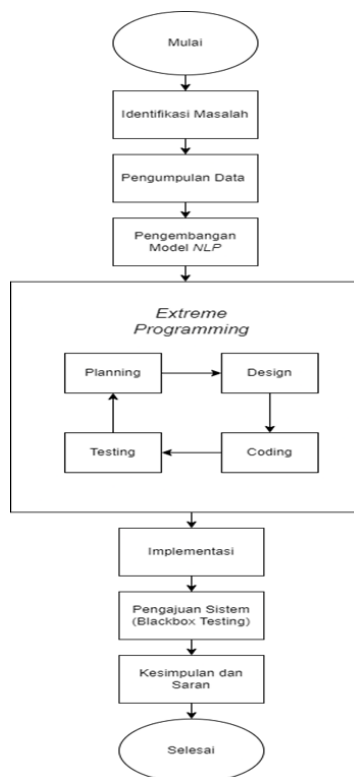 Mulai
Identifikasi Masalah
Pengumpulan Data
Pengembangan
Model NLP
Extreme
Programming
Planning
Design
Testing
Coding
Implementasi
Pengajuan Sistem
(Blackbox Testing)
Kesimpulan dan
Saran
Selesai